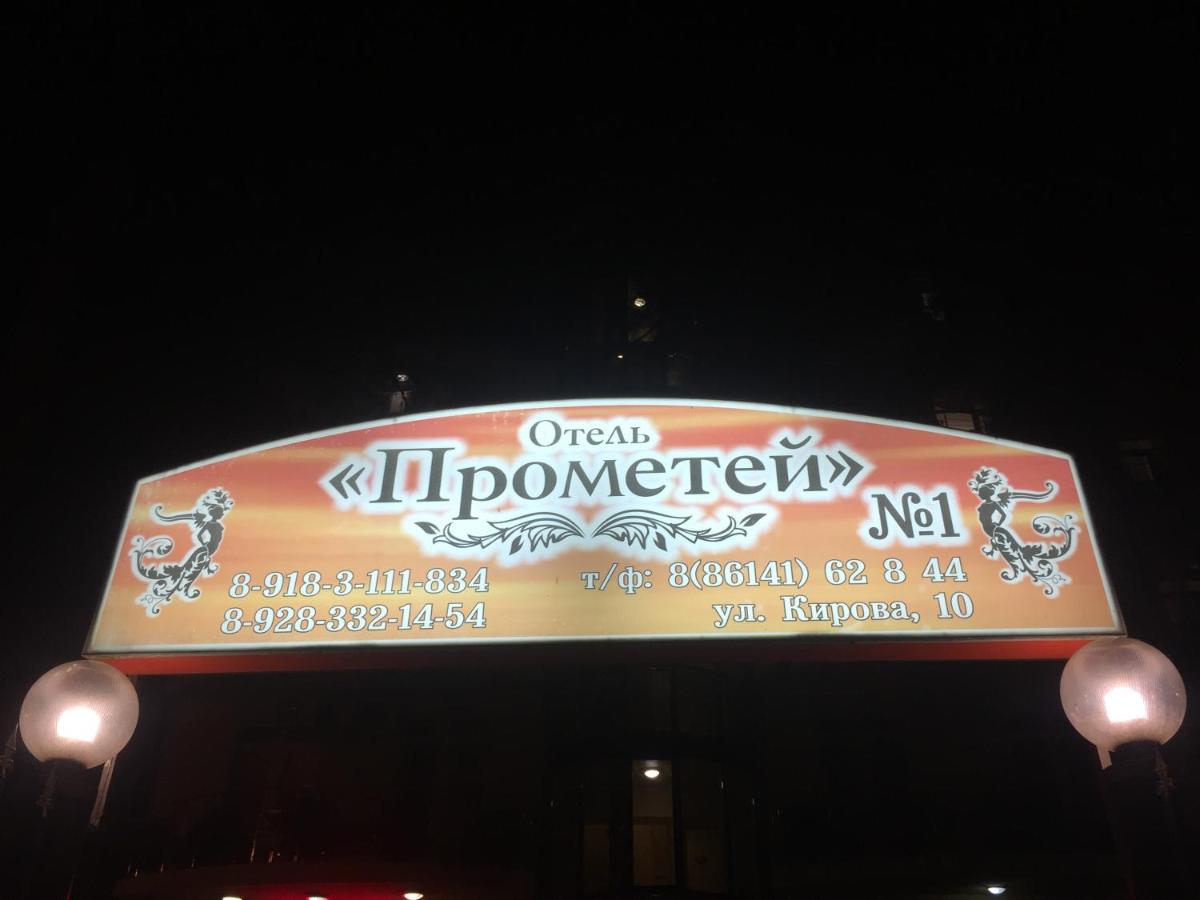 Отель
«Прометей»
№1
8-918-3-111-834
8-928-332-14-54
т/ф: 8(86141) 62 8 44
ул. Кирова, 10